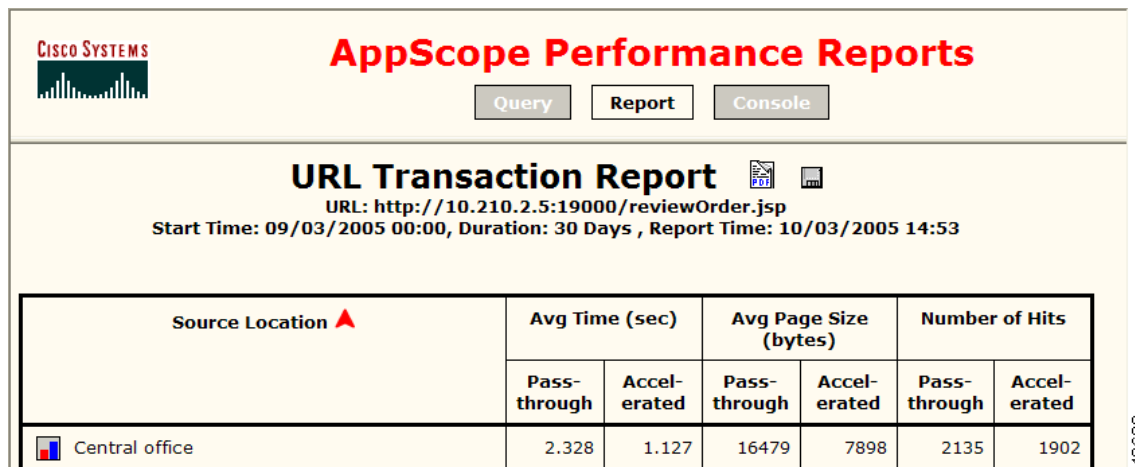 CISCO SYSTEMS
AppScope Performance Reports
Query Report Console
URL Transaction Report PDF
URL: http://10.210.2.5:19000/reviewOrder.jsp
Start Time: 09/03/2005 00:00, Duration: 30 Days , Report Time: 10/03/2005 14:53
Source Location Avg Time (sec) Avg Page Size Number of Hits
(bytes)
Pass- Accel- Pass- Accel- Pass- Accel-
through erated through erated through erated
Central office 2.328 1.127 16479 7898 2135 1902